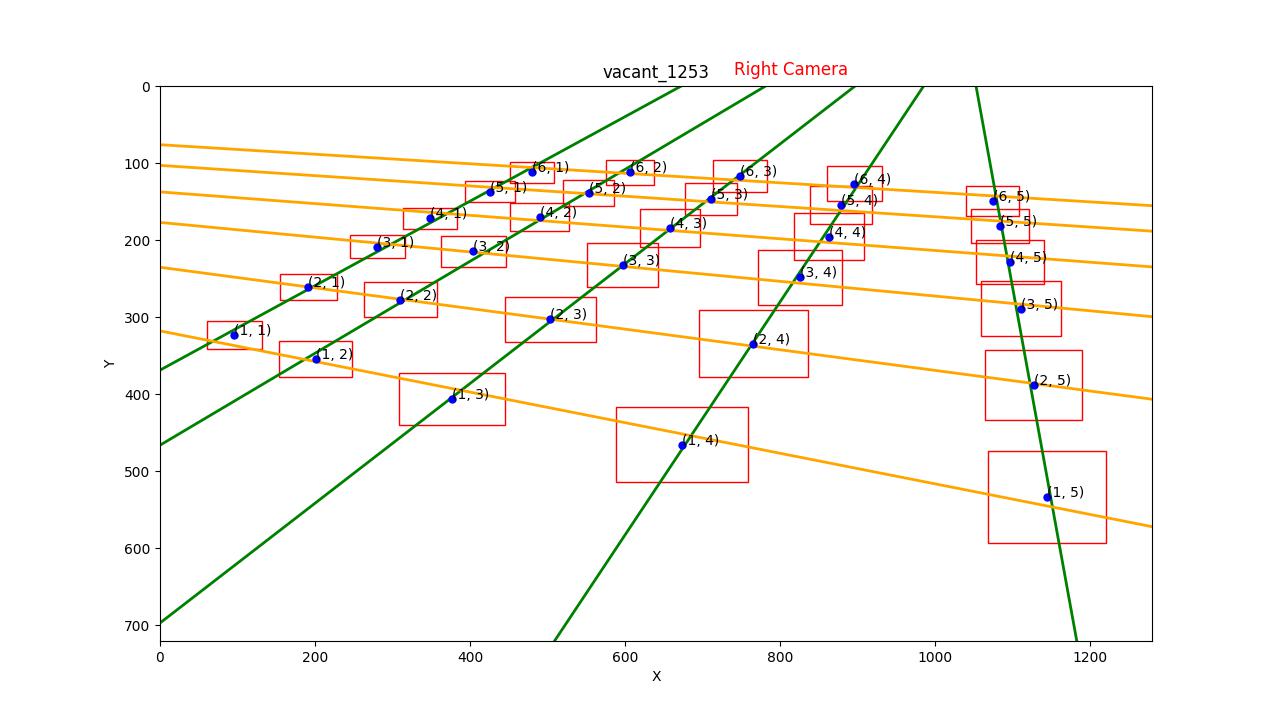 vacant_1253 Right Camera
0
(6, 1) (6, 2) (6, 3) (6, 4) (6, 5)
100
(5, 1) (5, 2) (5, 3) (5, 4) (5, 5)
(4, 1) (4, 2) (4, 3) (4, 4) (4, 5)
200
(3, 1) (3, 2) (3, 3) (3, 4) (3, 5)
(2, 1) (2, 2) (2, 3) (2, 4) (2, 5)
300
(1, 1) (1, 2) (1, 3) (1, 4) (1, 5)
Y
400
500
600
700
0 200 400 600 800 1000 1200
X